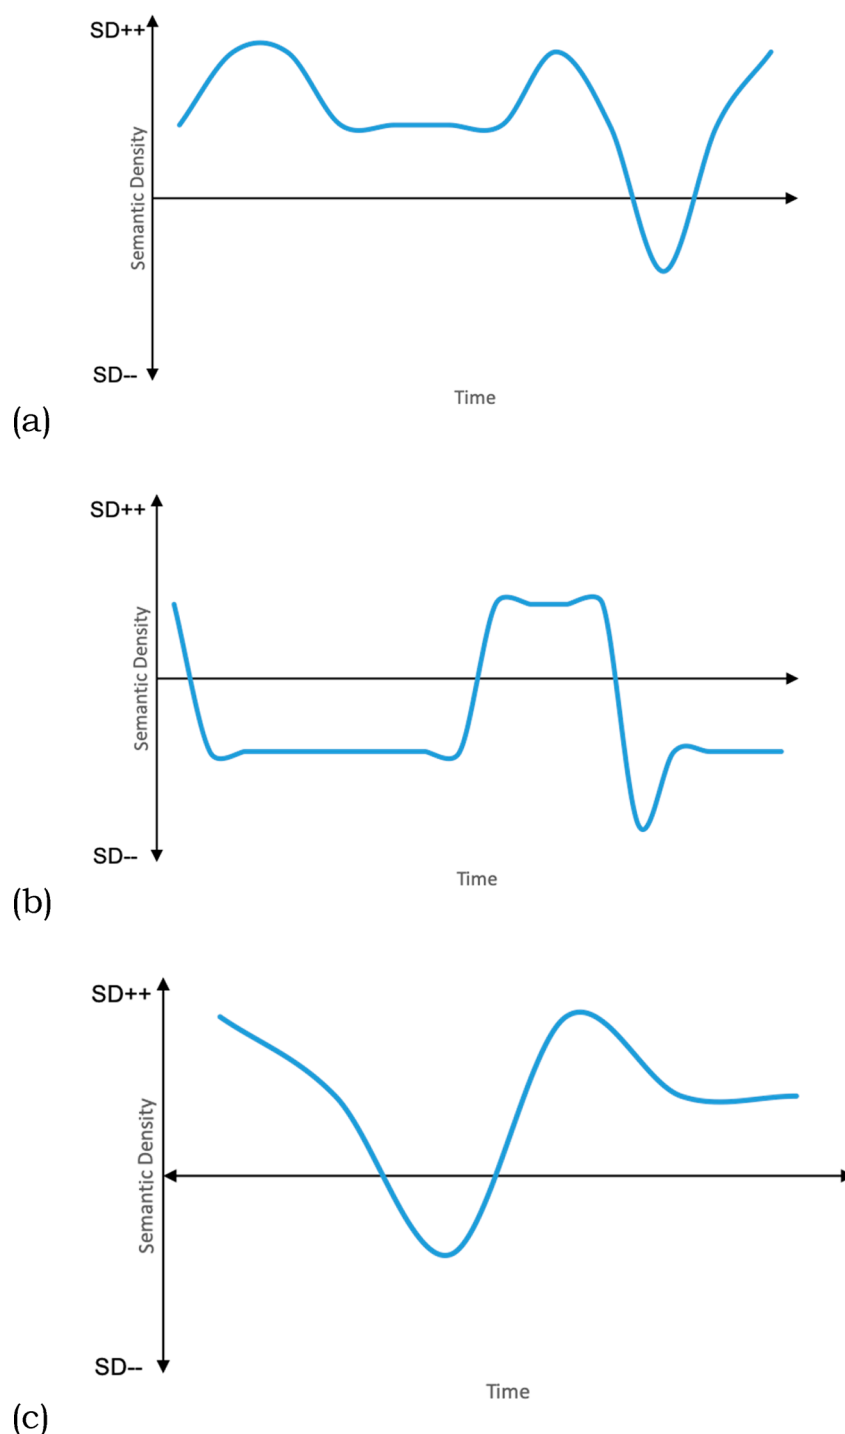 SD++
Semantic Density
SD--
Time
(a)
SD++
Semantic Density
SD--
Time
(b)
SD++
Semantic Density
SD--
Time
(c)